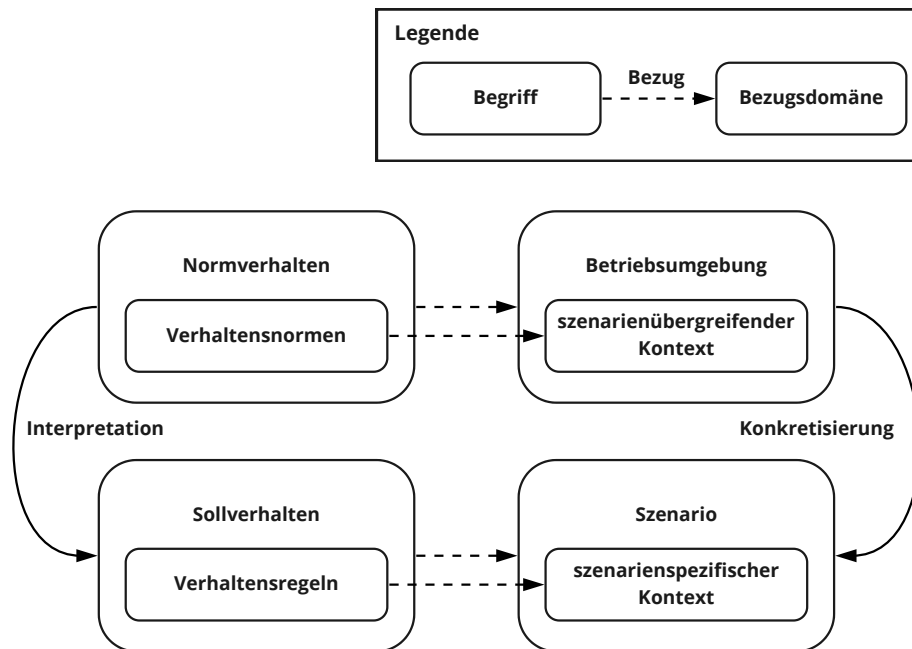 Legende
Begriff
Bezug
Bezugsdomäne
Normverhalten
Verhaltensnormen
Betriebsumgebung
szenarienübergreifender
Kontext
Interpretation
Konkretisierung
Sollverhalten
Verhaltensregeln
Szenario
szenarienspezifischer
Kontext